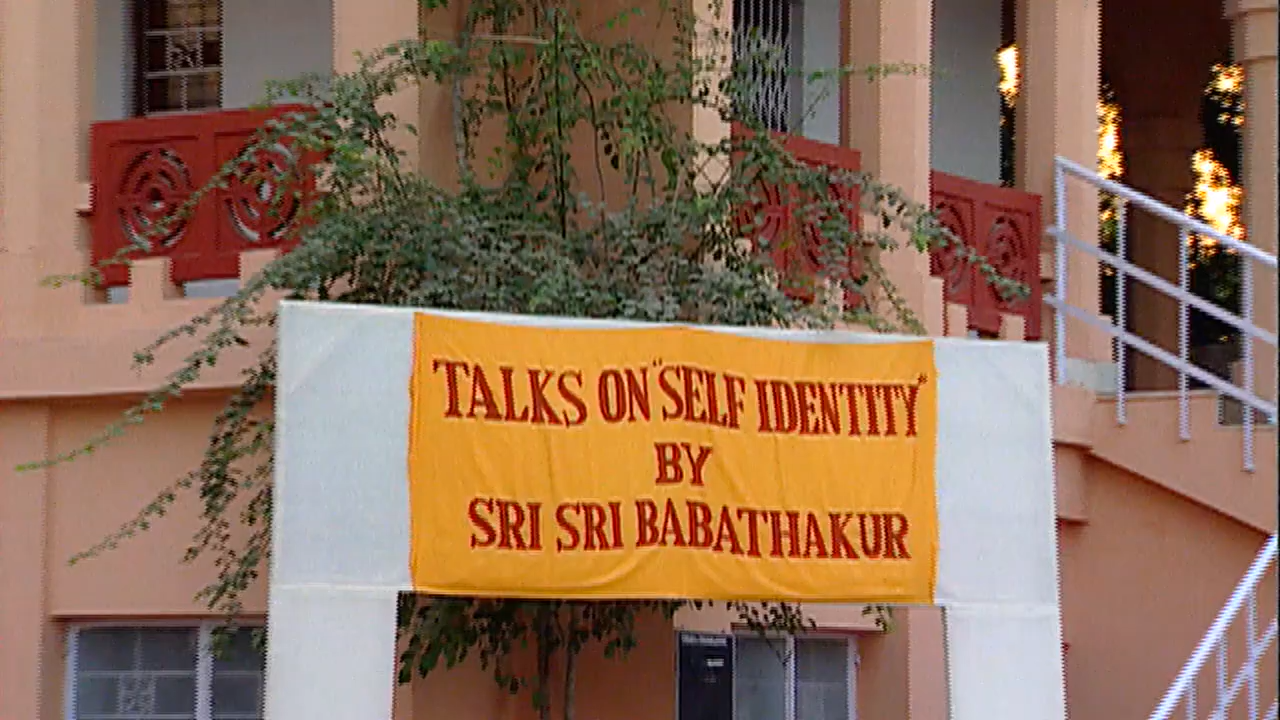 TALKS ON "SELF IDENTITY"
BY
SRI SRI BABATHAKUR